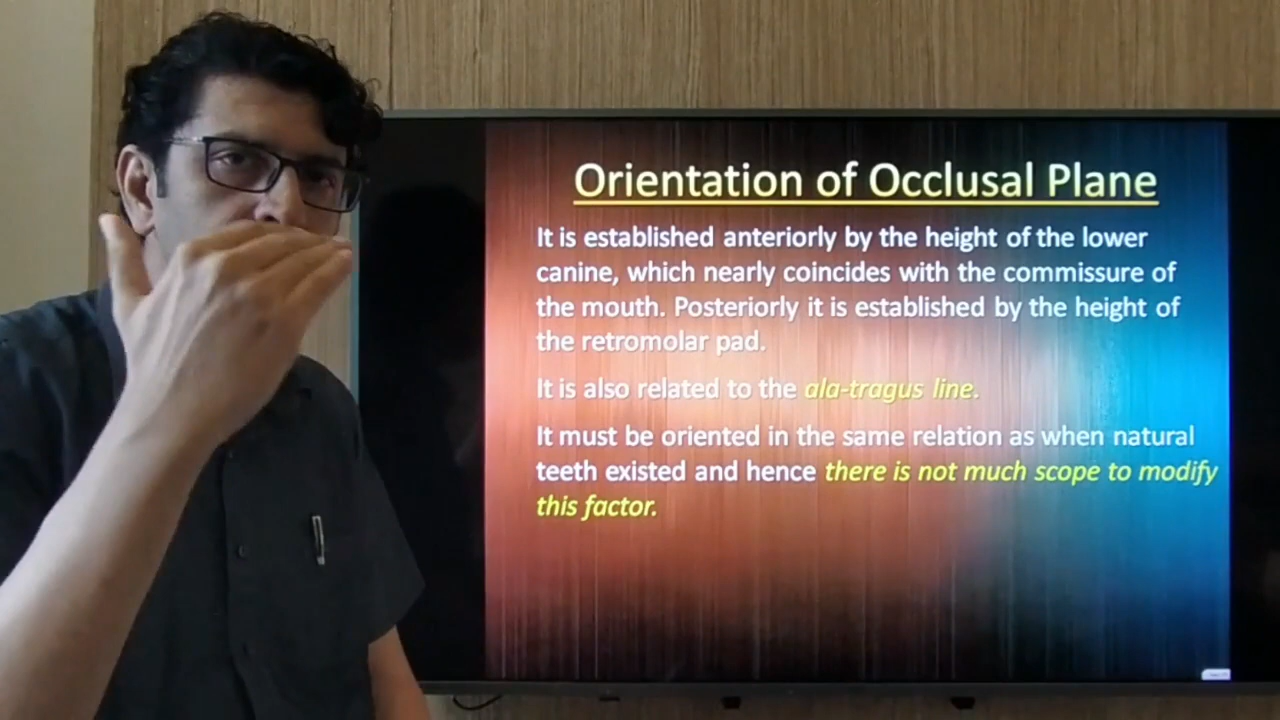 Orientation of Occlusal Plane
It is established anteriorly by the height of the lower
canine, which nearly coincides with the commissure of
the mouth. Posteriorly it is established by the height of
the retromolar pad.
It is also related to the ala-tragus line.
It must be oriented in the same relation as when natural
teeth existed and hence there is not much scope to modify
this factor.